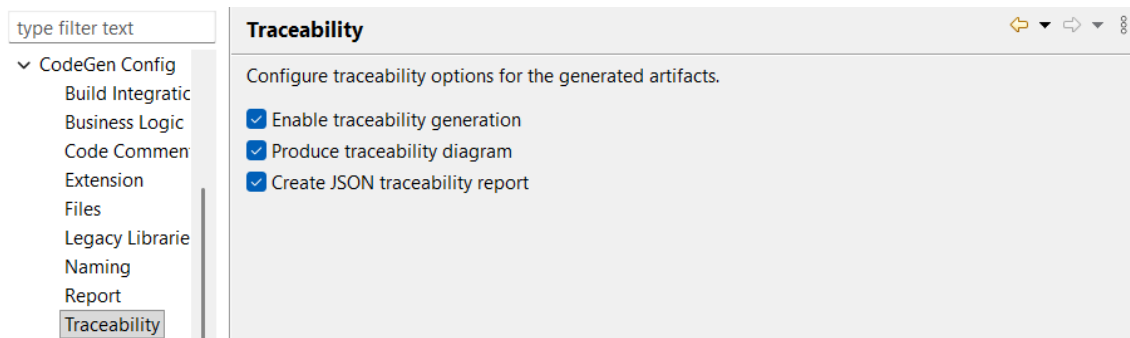 type filter text
CodeGen Config
Build Integratic
Business Logic
Code Commen
Extension
Files
Legacy Librarie
Naming
Report
Traceability
Traceability
Configure traceability options for the generated artifacts.
Enable traceability generation
Produce traceability diagram
Create JSON traceability report